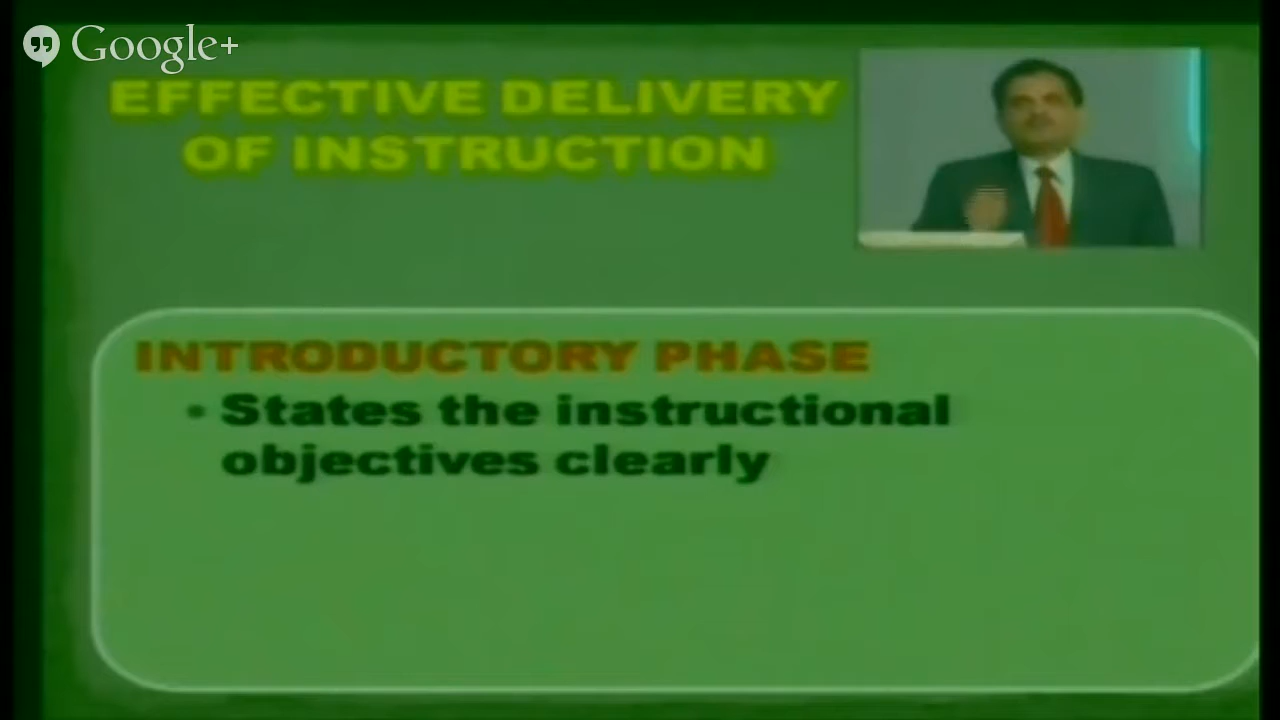 Google+
EFFECTIVE DELIVERY
OF INSTRUCTION
INTRODUCTORY PHASE
• States the instructional
objectives clearly